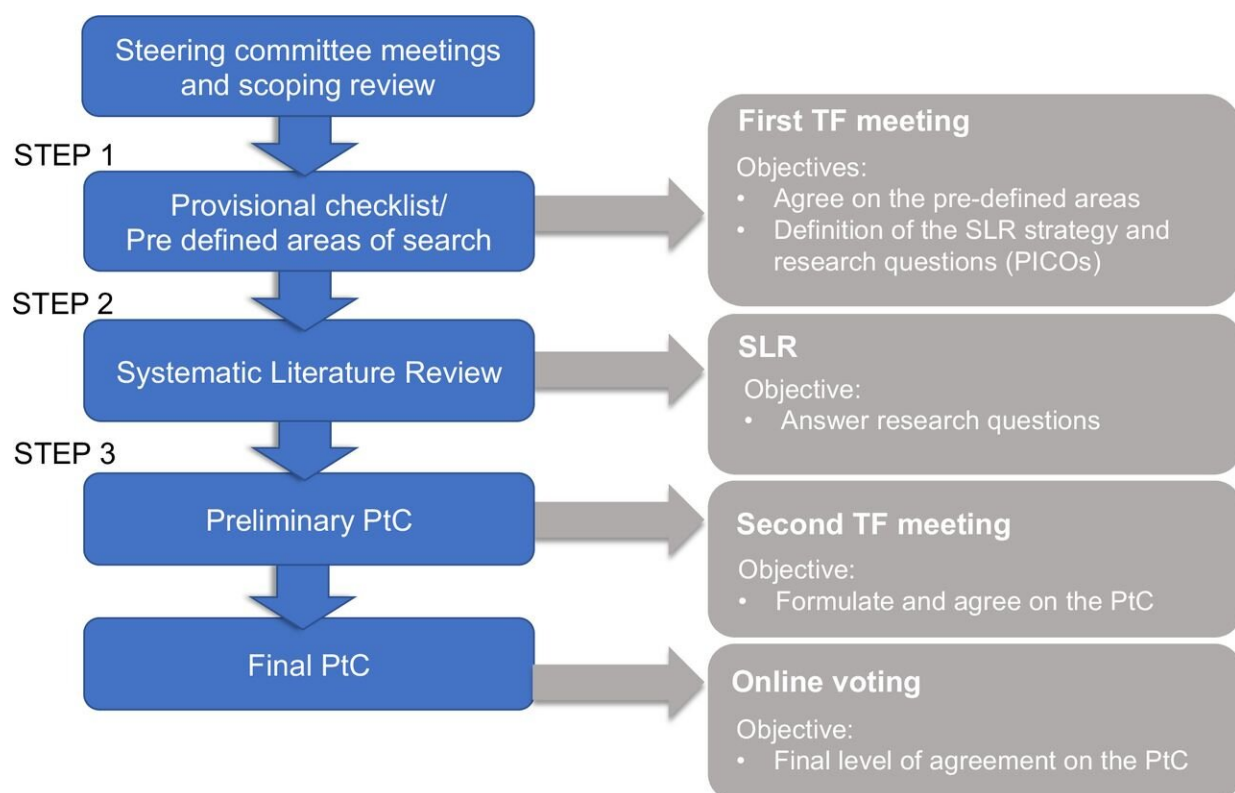 Steering committee meetings
and scoping review
STEP 1
Provisional checklist/
Pre defined areas of search
First TF meeting
Objectives:
• Agree on the pre-defined areas
• Definition of the SLR strategy and
research questions (PICOs)
STEP 2
Systematic Literature Review
SLR
Objective:
• Answer research questions
STEP 3
Preliminary PtC
Second TF meeting
Objective:
• Formulate and agree on the PtC
Final PtC
Online voting
Objective:
• Final level of agreement on the PtC